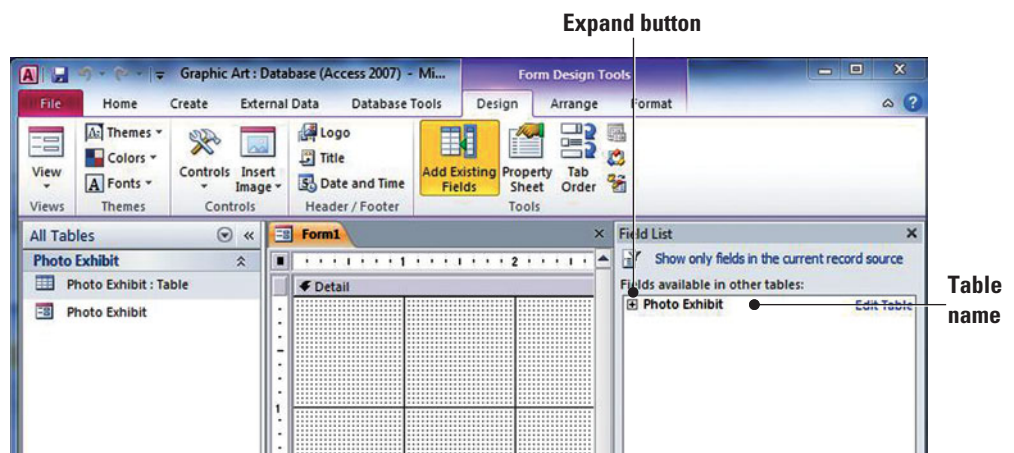 Expand button
Graphic Art : Database (Access 2007) - Mi...
Form Design Tools
File Home Create External Data Database Tools Design Arrange Format
View
Themes
Colors
Fonts
Controls
Insert Image
Logo
Title
Date and Time
Add Existing Fields
Property Sheet
Tab Order
Views Themes Controls Header / Footer Tools
All Tables
Form1
Field List
Photo Exhibit
Show only fields in the current record source
Photo Exhibit : Table
Detail
Fields available in other tables:
Photo Exhibit
Photo Exhibit
Edit Table
Table
name
1
2
1